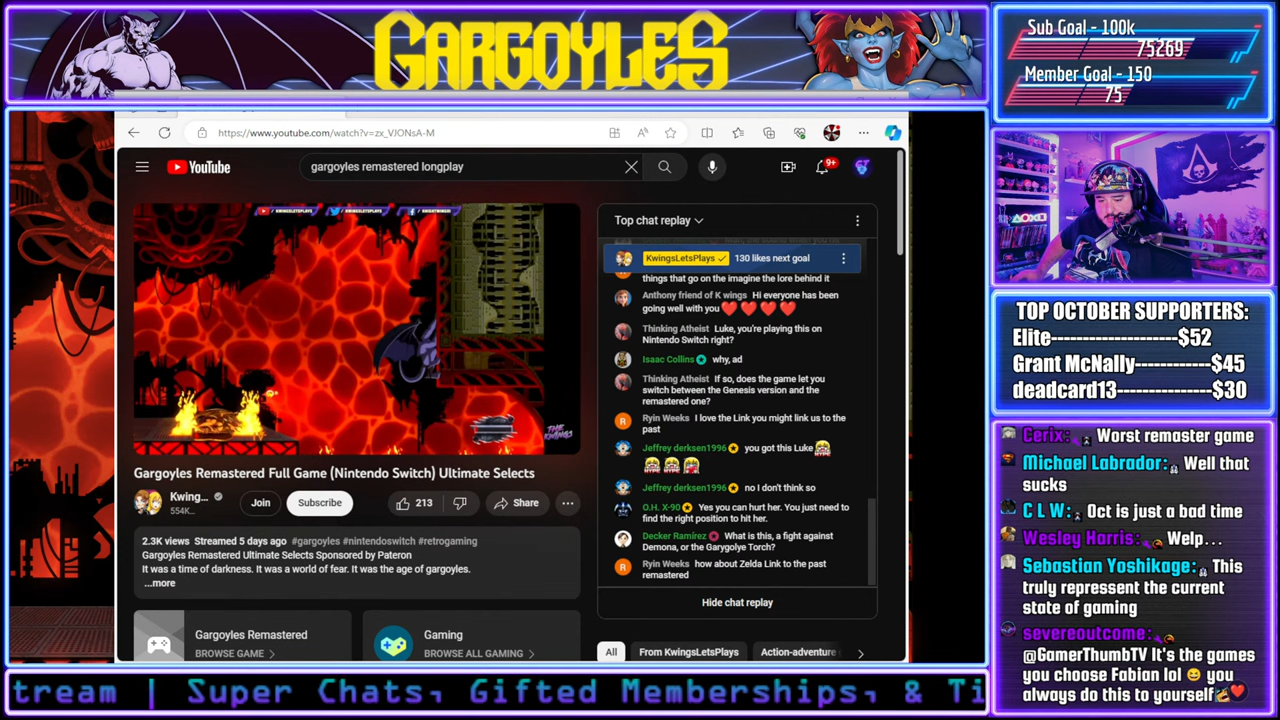 GARGOYLES
Sub Goal - 100k
75269
Member Goal - 150
75
https://www.youtube.com/watch?v=zx_VJONsA-M
9+
YouTube
gargoyles remastered longplay
KWINGSLETSPLAYS
THE KWINGS
Gargoyles Remastered Full Game (Nintendo Switch) Ultimate Selects
Kwing...
554K...
Join
Subscribe
213
Share
2.3K views Streamed 5 days ago #gargoyles #nintendoswitch #retrogaming
Gargoyles Remastered Ultimate Selects Sponsored by Pateron
It was a time of darkness. It was a world of fear. It was the age of gargoyles.
...more
Gargoyles Remastered
BROWSE GAME
Gaming
BROWSE ALL GAMING
Top chat replay
KwingsLetsPlays 130 likes next goal
things that go on the imagine the lore behind it
Anthony friend of K wings Hi everyone has been
going well with you
Thinking Atheist Luke, you're playing this on
Nintendo Switch right?
Isaac Collins why, ad
Thinking Atheist If so, does the game let you
switch between the Genesis version and the
remastered one?
Ryin Weeks I love the Link you might link us to the
past
Jeffrey derksen1996 you got this Luke
Jeffrey derksen1996 no I don't think so
O.H. X-90 Yes you can hurt her. You just need to
find the right position to hit her.
Decker Ramírez What is this, a fight against
Demona, or the Garygolye Torch?
Ryin Weeks how about Zelda Link to the past
remastered
Hide chat replay
All
From KwingsLetsPlays
Action-adventure
TOP OCTOBER SUPPORTERS:
Elite--------------------$52
Grant McNally------------$45
deadcard13--------------$30
Cerix: Worst remaster game
Michael Labrador: Well that
sucks
C L W: Oct is just a bad time
Wesley Harris: Welp...
Sebastian Yoshikage: This
truly represent the current
state of gaming
severeoutcome:
@GamerThumbTV It's the games
you choose Fabian lol you
always do this to yourself
tream | Super Chats, Gifted Memberships, & Ti